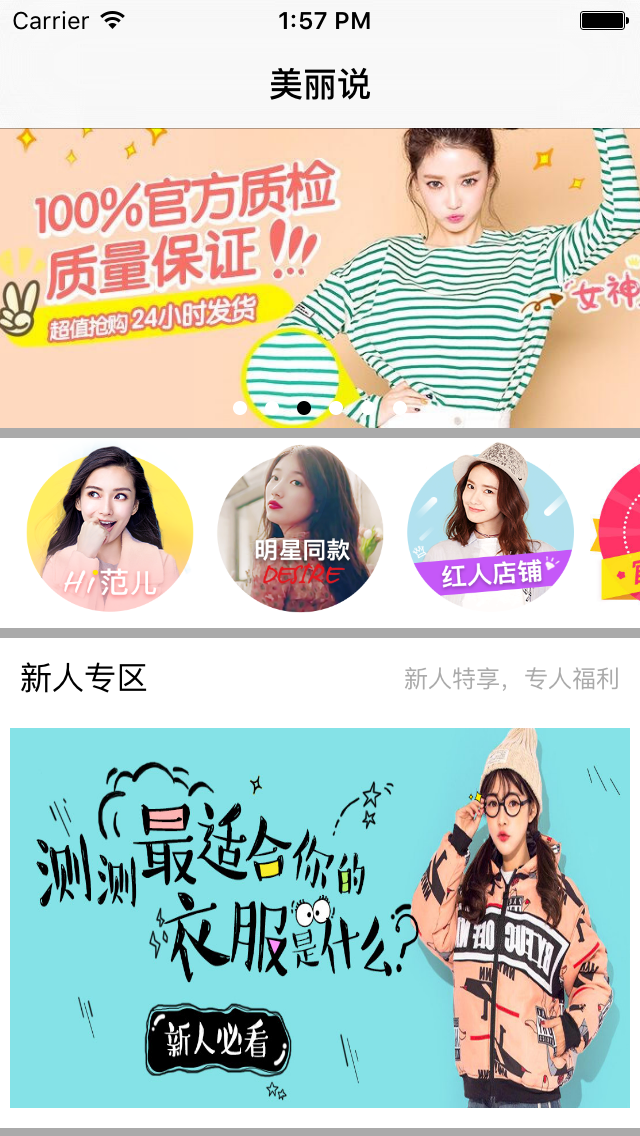 Carrier 1:57 PM
美丽说
100%官方质检
质量保证!!!
超值抢购 24小时发货
女神
Hi范儿
明星同款
DESIRE
红人店铺
新人专区
新人特享，专人福利
测测最适合你的
衣服是什么?
新人必看